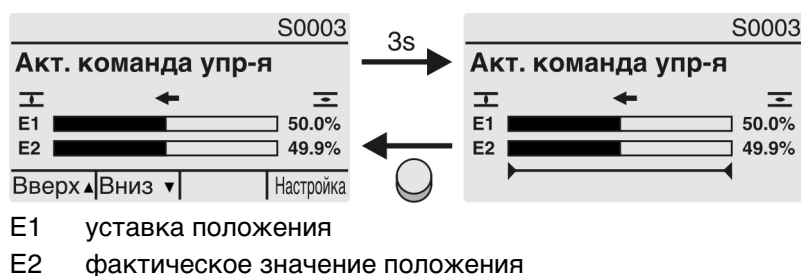 S0003
Акт. команда упр-я
E1 50.0%
E2 49.9%
Вверх▲ Вниз ▼ Настройка
3s
S0003
Акт. команда упр-я
E1 50.0%
E2 49.9%
E1 уставка положения
E2 фактическое значение положения